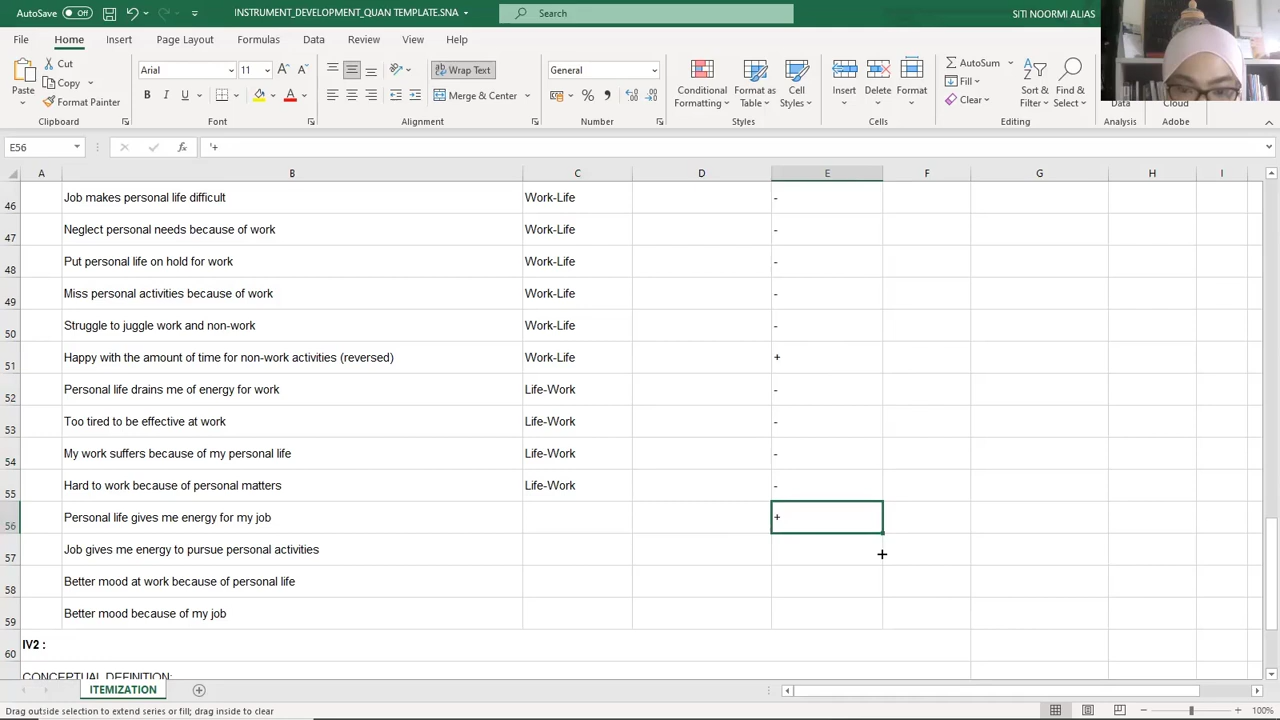 AutoSave Off INSTRUMENT_DEVELOPMENT_QUAN TEMPLATE.SNA Search SITI NOORMI ALIAS
File Home Insert Page Layout Formulas Data Review View Help
Paste Cut Copy Format Painter Clipboard
Arial 11 B I U A A A Font
Wrap Text Merge & Center Alignment
General % Number
Conditional Formatting Format as Table Cell Styles Styles
Insert Delete Format Cells
AutoSum Fill Clear Sort & Filter Find & Select Editing
Data Analysis Analysis
Cloud Adobe
E56 fx '+
A B C D E F G H I
46 Job makes personal life difficult Work-Life -
47 Neglect personal needs because of work Work-Life -
48 Put personal life on hold for work Work-Life -
49 Miss personal activities because of work Work-Life -
50 Struggle to juggle work and non-work Work-Life -
51 Happy with the amount of time for non-work activities (reversed) Work-Life +
52 Personal life drains me of energy for work Life-Work -
53 Too tired to be effective at work Life-Work -
54 My work suffers because of my personal life Life-Work -
55 Hard to work because of personal matters Life-Work -
56 Personal life gives me energy for my job +
57 Job gives me energy to pursue personal activities
58 Better mood at work because of personal life
59 Better mood because of my job
60 IV2 :
CONCEPTUAL DEFINITION:
ITEMIZATION
Drag outside selection to extend series or fill; drag inside to clear 100%